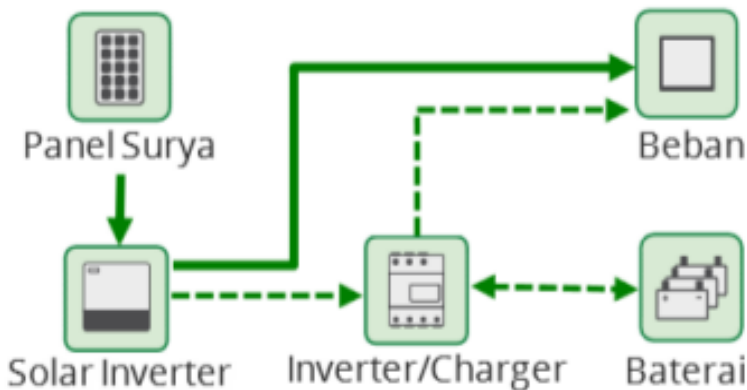 Panel Surya
Beban
Solar Inverter
Inverter/Charger
Baterai